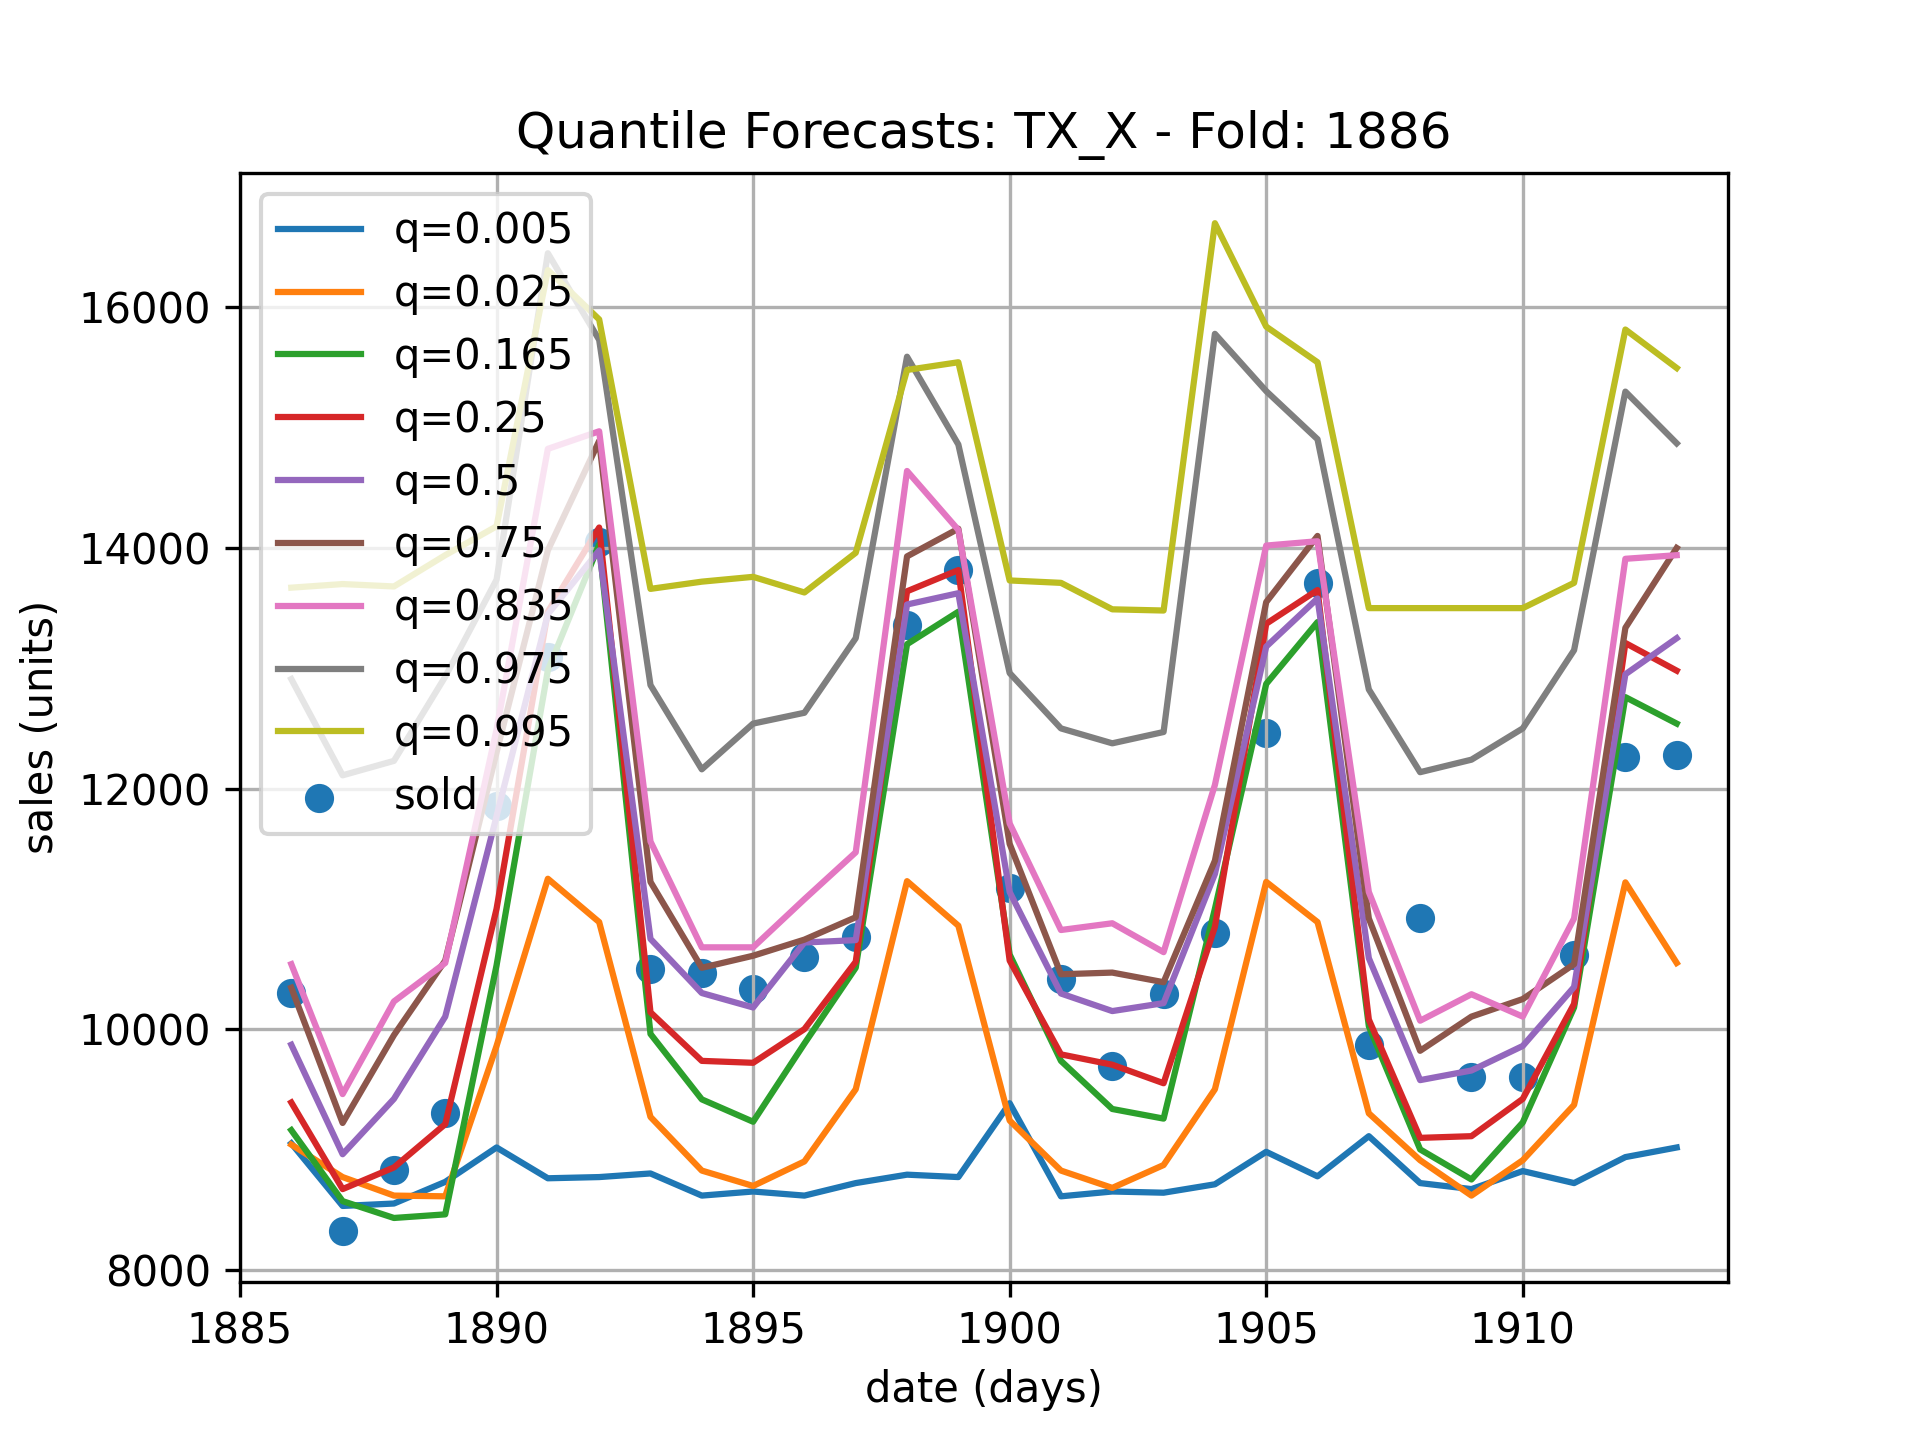 Quantile Forecasts: TX_X - Fold: 1886
q=0.005
q=0.025
q=0.165
q=0.25
q=0.5
q=0.75
q=0.835
q=0.975
q=0.995
sold
sales (units)
16000
14000
12000
10000
8000
1885 1890 1895 1900 1905 1910
date (days)